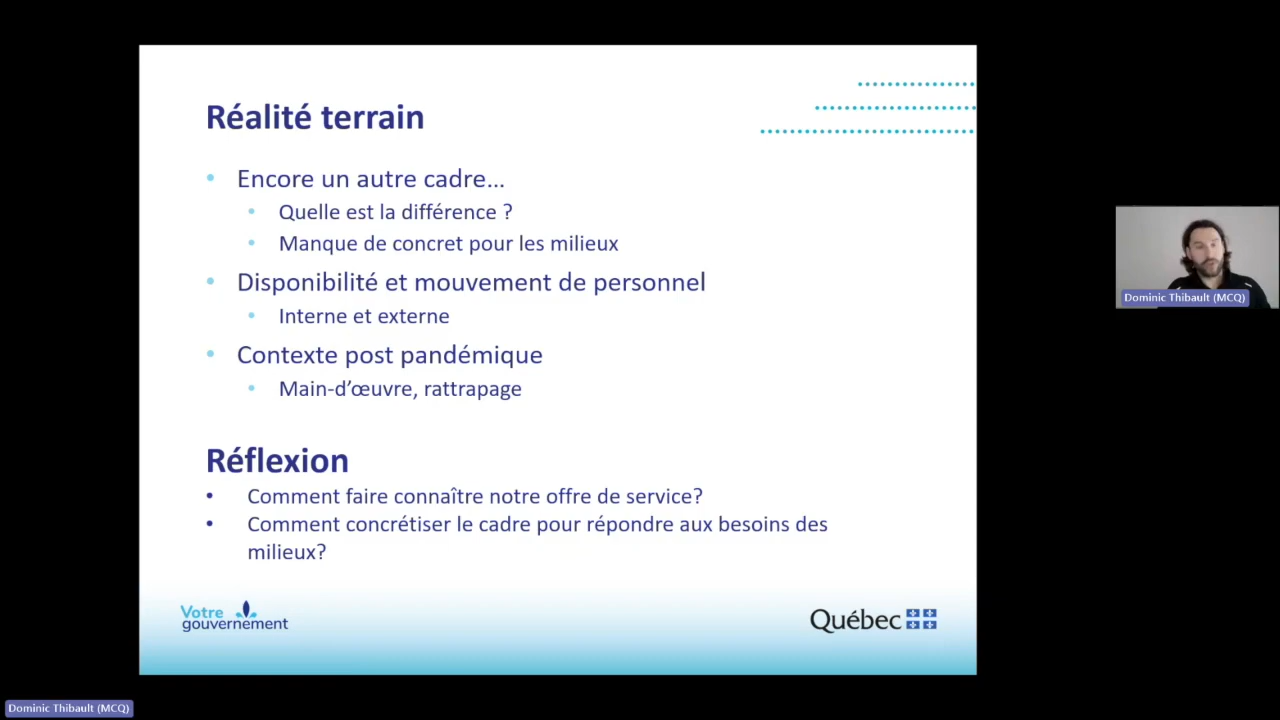 Réalité terrain
Encore un autre cadre...
Quelle est la différence ?
Manque de concret pour les milieux
Disponibilité et mouvement de personnel
Interne et externe
Contexte post pandémique
Main-d'œuvre, rattrapage
Réflexion
Comment faire connaître notre offre de service?
Comment concrétiser le cadre pour répondre aux besoins des
milieux?
Votre
gouvernement
Québec
Dominic Thibault (MCQ)
Dominic Thibault (MCQ)